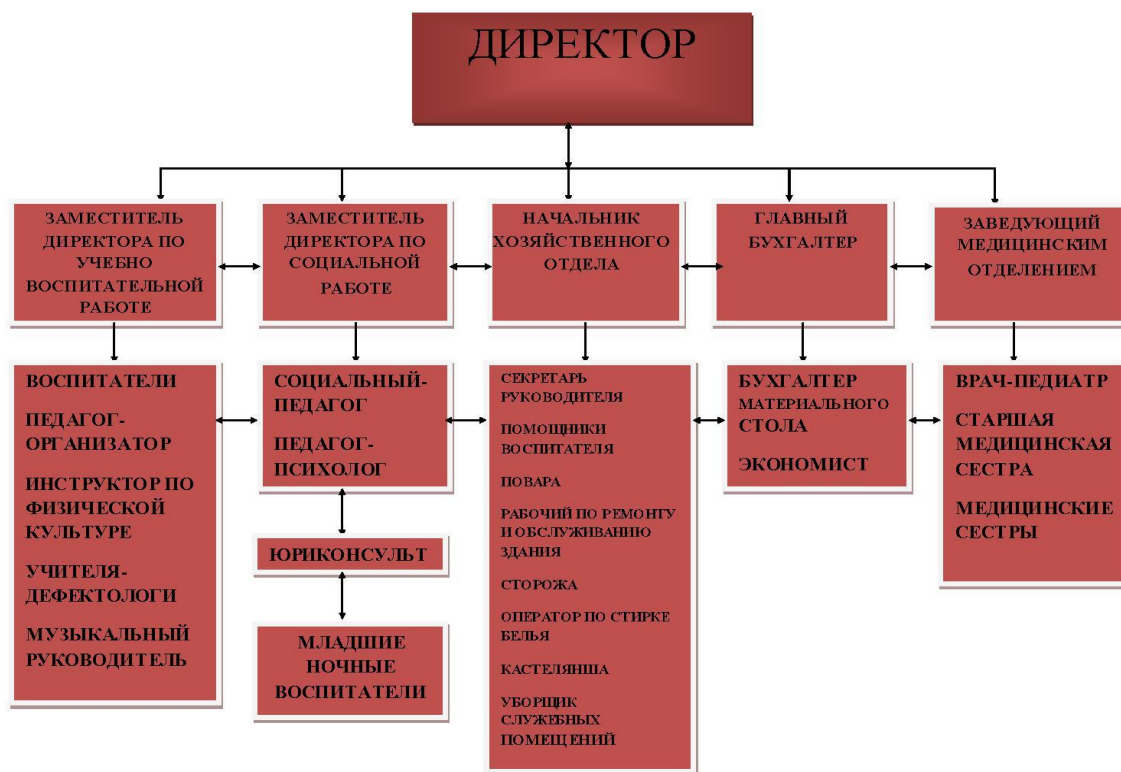 ДИРЕКТОР
ЗАМЕСТИТЕЛЬ
ДИРЕКТОРА ПО
УЧЕБНО
ВОСПИТАТЕЛЬНОЙ
РАБОТЕ
ЗАМЕСТИТЕЛЬ
ДИРЕКТОРА ПО
СОЦИАЛЬНОЙ
РАБОТЕ
НАЧАЛЬНИК
ХОЗЯЙСТВЕННОГО
ОТДЕЛА
ГЛАВНЫЙ
БУХГАЛТЕР
ЗАВЕДУЮЩИЙ
МЕДИЦИНСКИМ
ОТДЕЛЕНИЕМ
ВОСПИТАТЕЛИ
ПЕДАГОГ-
ОРГАНИЗАТОР
ИНСТРУКТОР ПО
ФИЗИЧЕСКОЙ
КУЛЬТУРЕ
УЧИТЕЛЯ-
ДЕФЕКТОЛОГИ
МУЗЫКАЛЬНЫЙ
РУКОВОДИТЕЛЬ
СОЦИАЛЬНЫЙ-
ПЕДАГОГ
ПЕДАГОГ-
ПСИХОЛОГ
ЮРИКОНСУЛЬТ
МЛАДШИЕ
НОЧНЫЕ
ВОСПИТАТЕЛИ
СЕКРЕТАРЬ
РУКОВОДИТЕЛЯ
ПОМОЩНИКИ
ВОСПИТАТЕЛЯ
ПОВАРА
РАБОЧИЙ ПО РЕМОНТУ
И ОБСЛУЖИВАНИЮ
ЗДАНИЯ
СТОРОЖА
ОПЕРАТОР ПО СТИРКЕ
БЕЛЬЯ
КАСТЕЛЯНША
УБОРЩИК
СЛУЖЕБНЫХ
ПОМЕЩЕНИЙ
БУХГАЛТЕР
МАТЕРИАЛЬНОГО
СТОЛА
ЭКОНОМИСТ
ВРАЧ-ПЕДИАТР
СТАРШАЯ
МЕДИЦИНСКАЯ
СЕСТРА
МЕДИЦИНСКИЕ
СЕСТРЫ